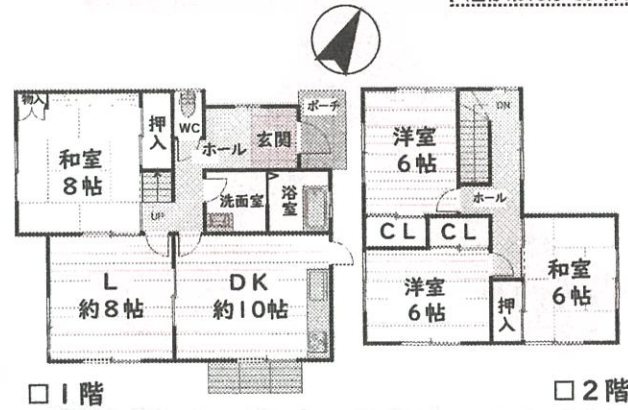 物入
押入
WC
ポーチ
玄関
ホール
和室
8帖
UP
洗面室
浴室
L
約8帖
DK
約10帖
□1階
DN
洋室
6帖
ホール
CL
CL
洋室
6帖
押入
和室
6帖
□2階